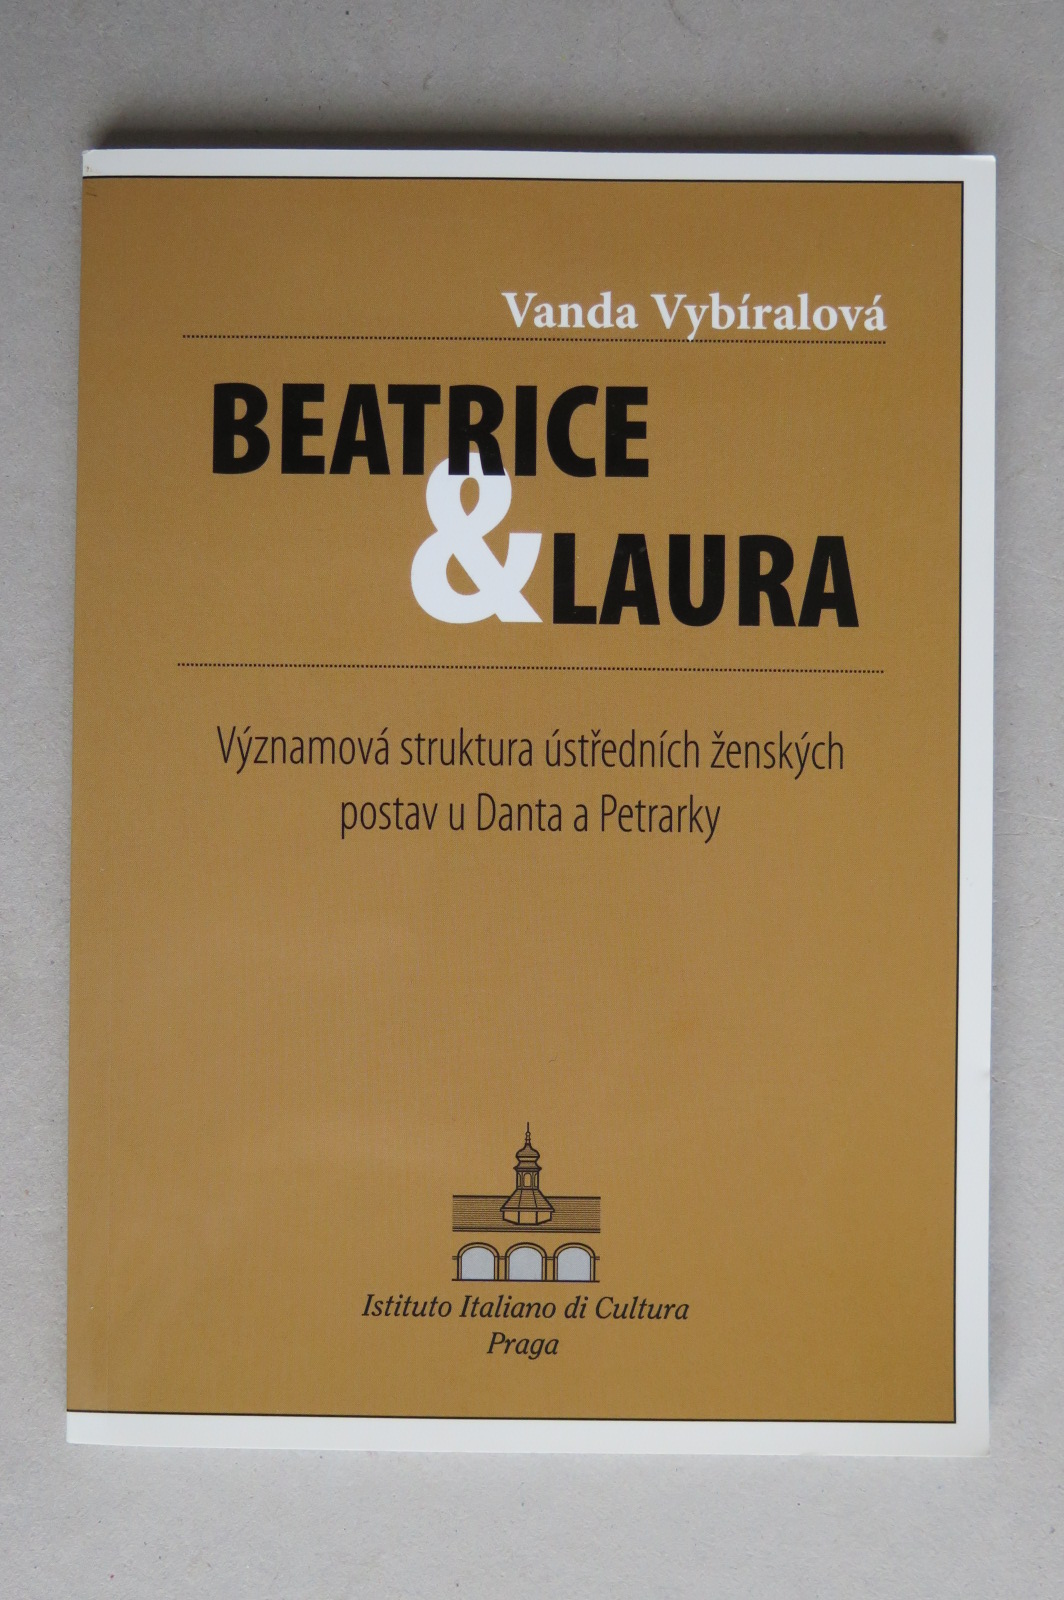 Vanda Vybíralová
BEATRICE
& LAURA
Významová struktura ústředních ženských
postav u Danta a Petrarky
Istituto Italiano di Cultura
Praga